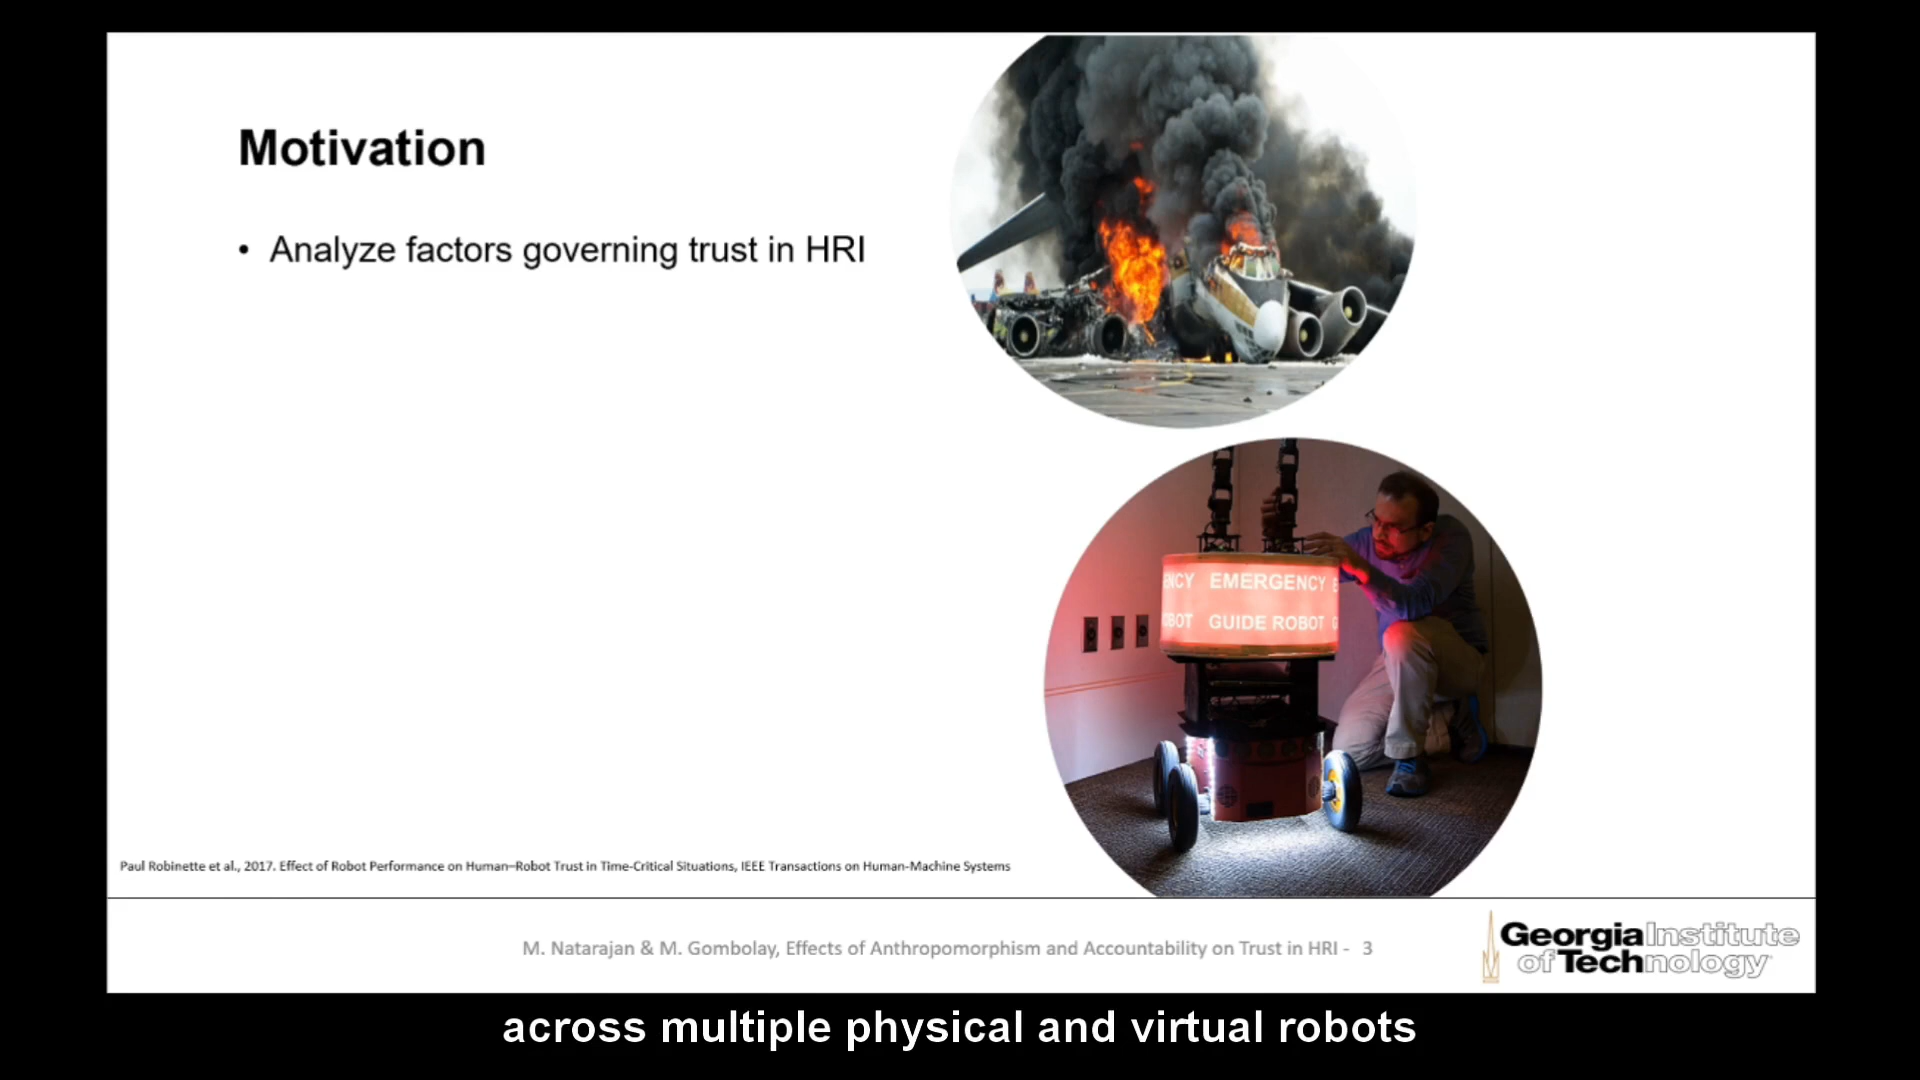 Motivation
• Analyze factors governing trust in HRI
NCY EMERGENCY E
OBOT GUIDE ROBOT G
Paul Robinette et al., 2017. Effect of Robot Performance on Human–Robot Trust in Time-Critical Situations, IEEE Transactions on Human-Machine Systems
M. Natarajan & M. Gombolay, Effects of Anthropomorphism and Accountability on Trust in HRI - 3
Georgia Institute
of Technology
across multiple physical and virtual robots